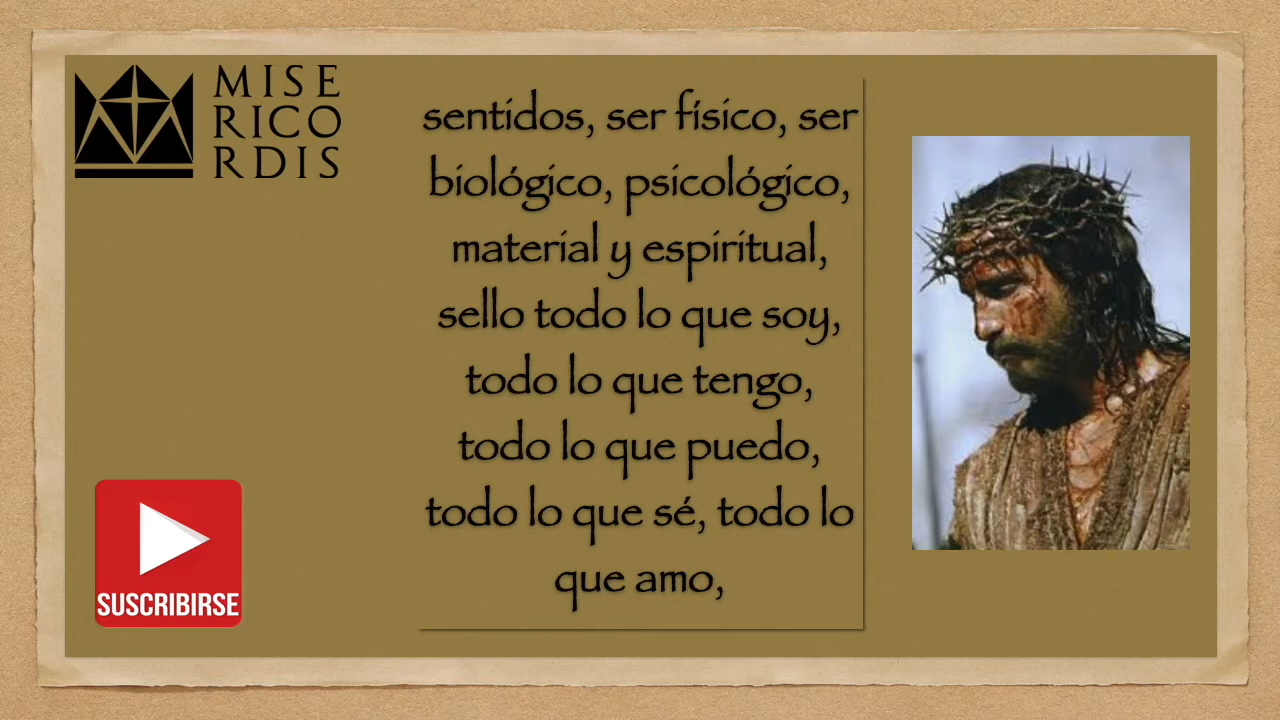 MISE
RICO
RDIS
sentidos, ser físico, ser
biológico, psicológico,
material y espiritual,
sello todo lo que soy,
todo lo que tengo,
todo lo que puedo,
todo lo que sé, todo lo
que amo,
SUSCRIBIRSE